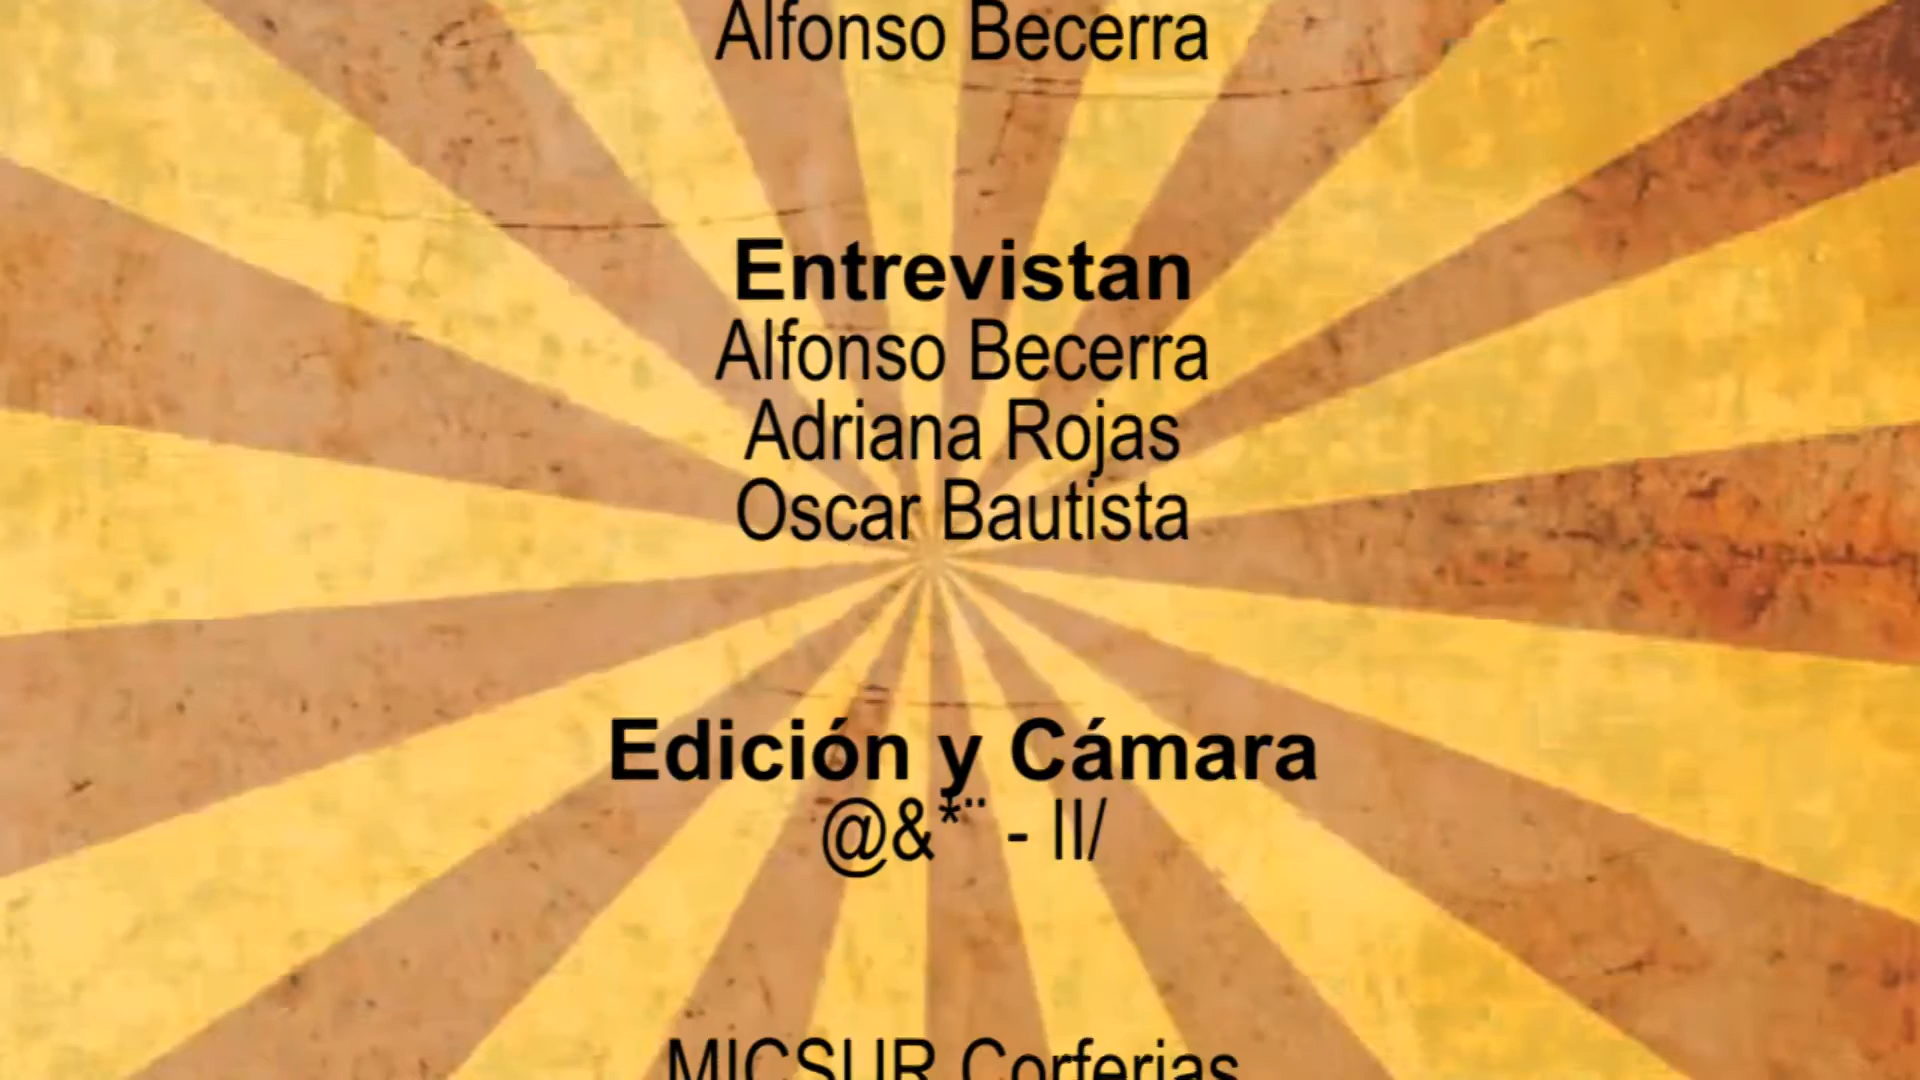 Alfonso Becerra
Entrevistan
Alfonso Becerra
Adriana Rojas
Oscar Bautista
Edición y Cámara
@&*¨ - II/
MICSUR Corferias